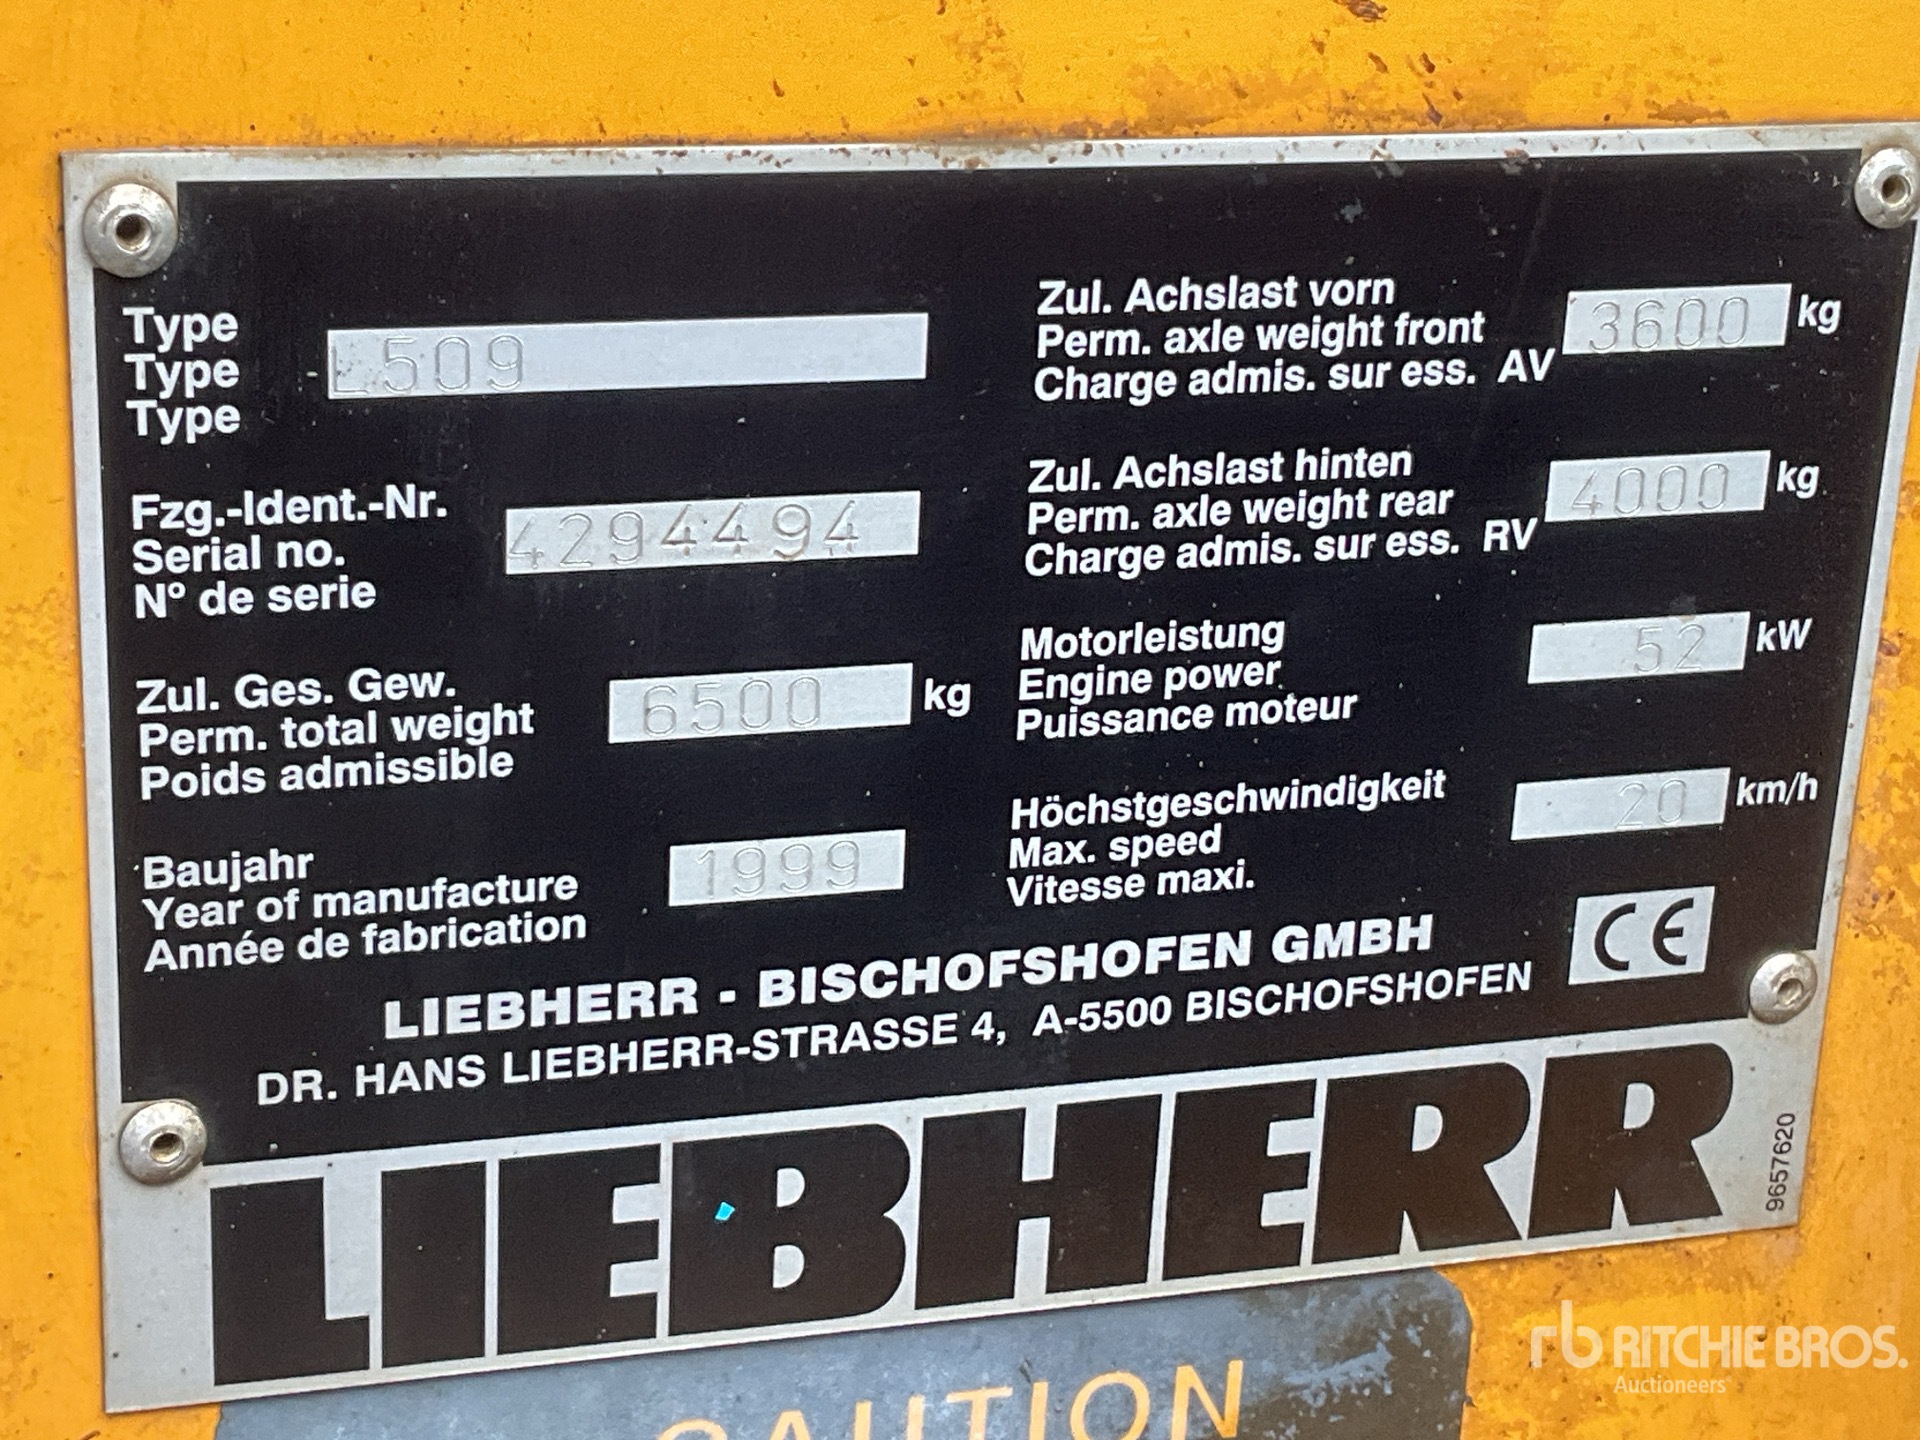 Type
Type L509
Type
Fzg.-Ident.-Nr.
Serial no. 4294494
N° de serie
Zul. Ges. Gew.
Perm. total weight 6500 kg
Poids admissible
Baujahr
Year of manufacture 1999
Année de fabrication
Zul. Achslast vorn
Perm. axle weight front 3600 kg
Charge admis. sur ess. AV
Zul. Achslast hinten
Perm. axle weight rear 4000 kg
Charge admis. sur ess. RV
Motorleistung
Engine power 52 kW
Puissance moteur
Höchstgeschwindigkeit
Max. speed 20 km/h
Vitesse maxi.
CE
LIEBHERR - BISCHOFSHOFEN GMBH
DR. HANS LIEBHERR-STRASSE 4, A-5500 BISCHOFSHOFEN
LIEBHERR
9657620
CAUTION
rb RITCHIE BROS.
Auctioneers